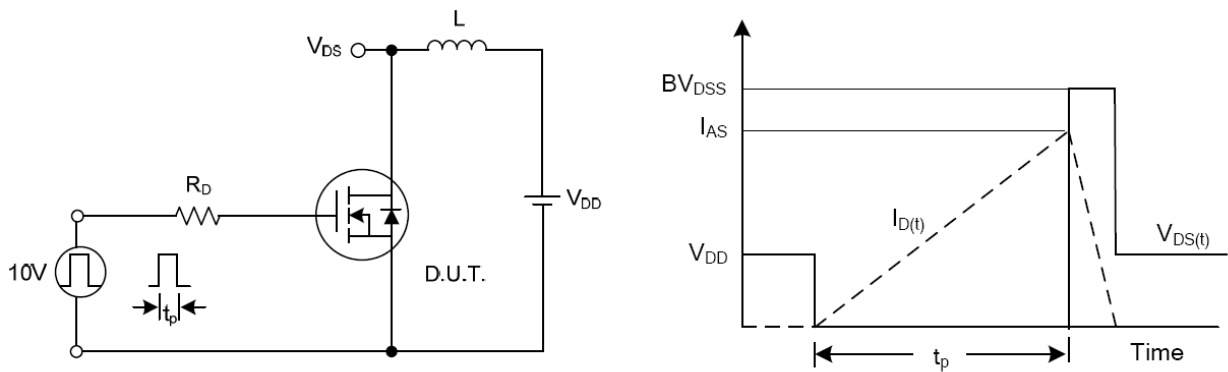 L
VDS
RD
VDD
10V
tp
D.U.T.
BVDSS
IAS
ID(t)
VDD
VDS(t)
tp
Time